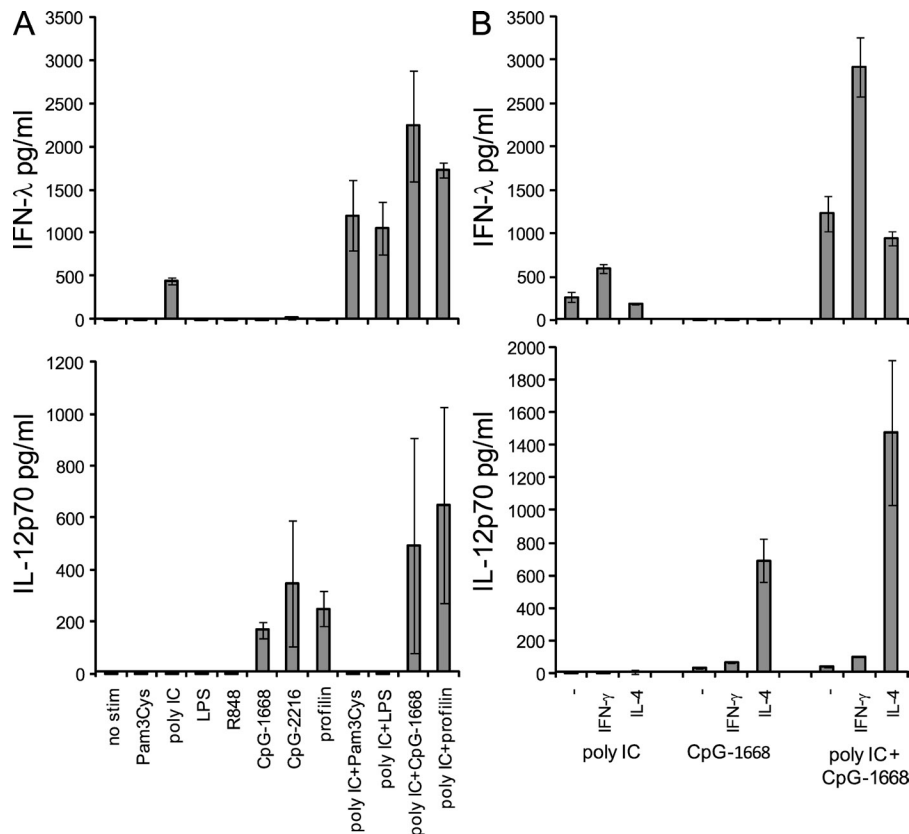 A
IFN-λ pg/ml
3500
3000
2500
2000
1500
1000
500
0
IL-12p70 pg/ml
1200
1000
800
600
400
200
0
no stim
Pam3Cys
poly IC
LPS
R848
CpG-1668
CpG-2216
profilin
poly IC+Pam3Cys
poly IC+LPS
poly IC+CpG-1668
poly IC+profilin
B
IFN-λ pg/ml
3500
3000
2500
2000
1500
1000
500
0
IL-12p70 pg/ml
2000
1800
1600
1400
1200
1000
800
600
400
200
0
-
IFN-γ
IL-4
-
IFN-γ
IL-4
-
IFN-γ
IL-4
poly IC
CpG-1668
poly IC+
CpG-1668